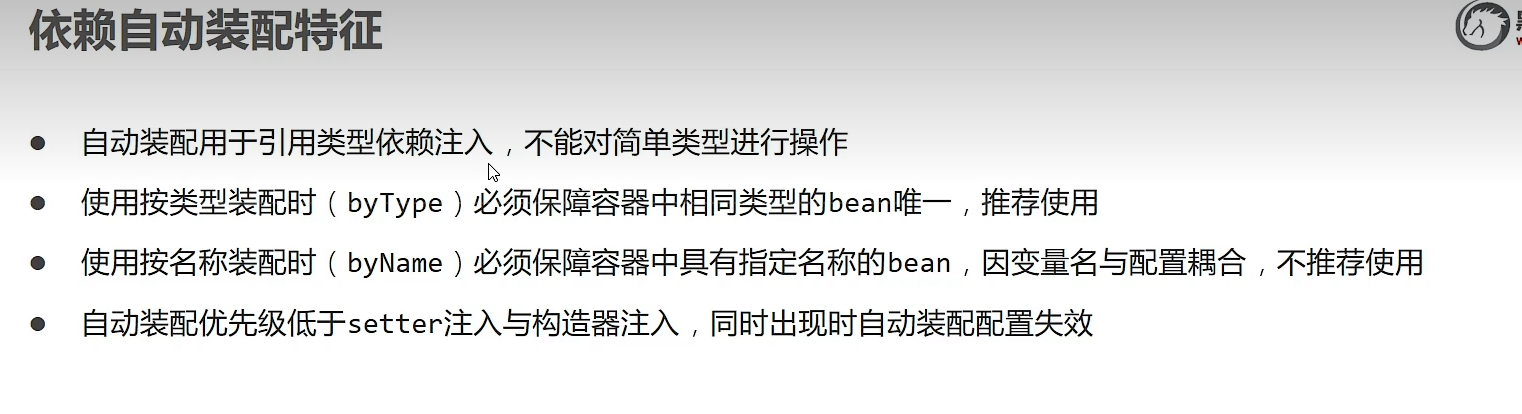 依赖自动装配特征
● 自动装配用于引用类型依赖注入，不能对简单类型进行操作
● 使用按类型装配时（byType）必须保障容器中相同类型的bean唯一，推荐使用
● 使用按名称装配时（byName）必须保障容器中具有指定名称的bean，因变量名与配置耦合，不推荐使用
● 自动装配优先级低于setter注入与构造器注入，同时出现时自动装配配置失效